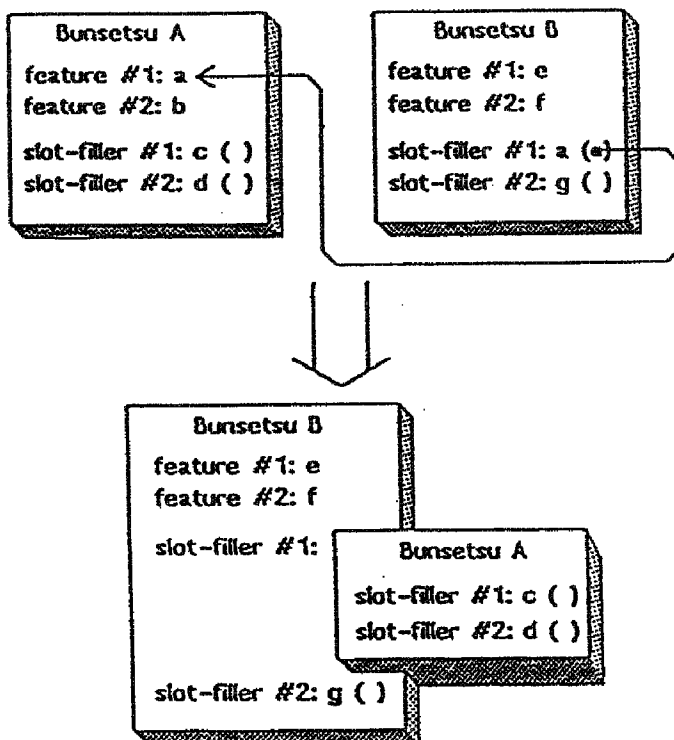 Bunsetsu A
feature #1: a
feature #2: b
slot-filler #1: c ( )
slot-filler #2: d ( )
Bunsetsu B
feature #1: e
feature #2: f
slot-filler #1: a ( )
slot-filler #2: g ( )
Bunsetsu B
feature #1: e
feature #2: f
slot-filler #1:
Bunsetsu A
slot-filler #1: c ( )
slot-filler #2: d ( )
slot-filler #2: g ( )